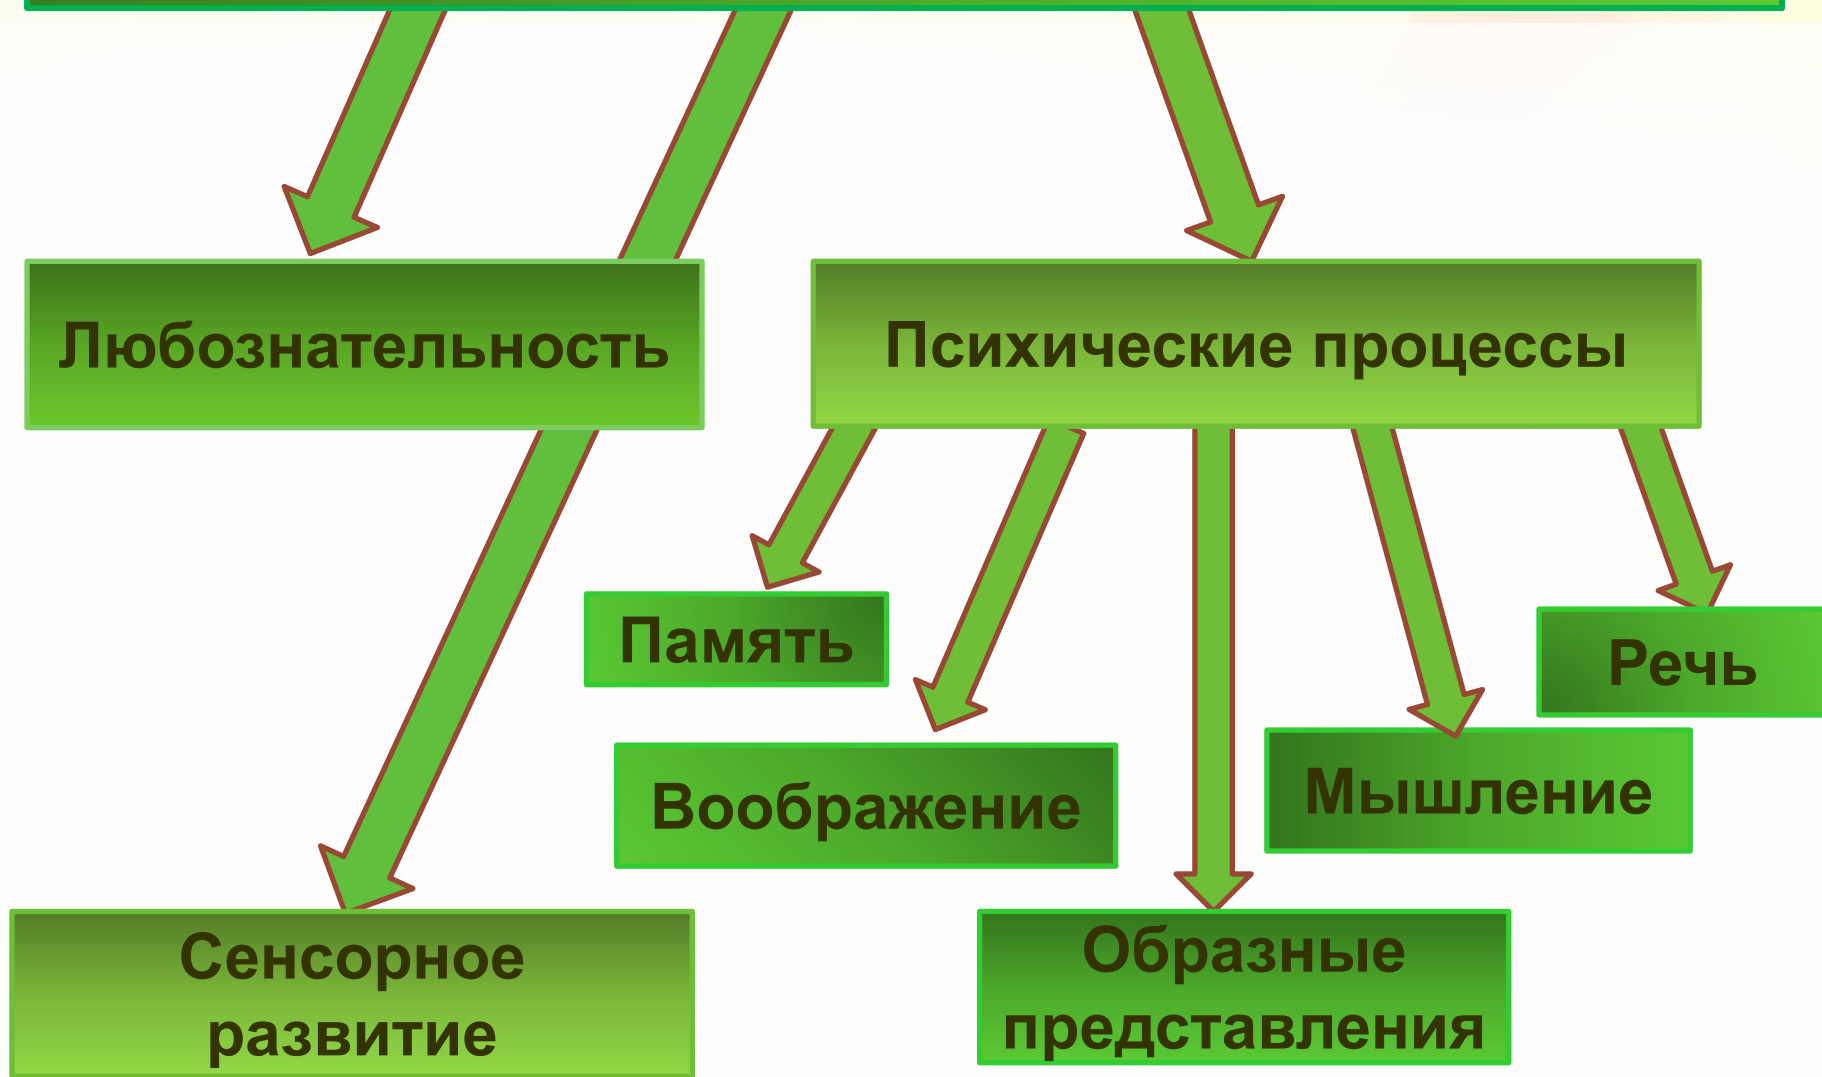 Любознательность
Психические процессы
Память
Речь
Воображение
Мышление
Сенсорное
развитие
Образные
представления